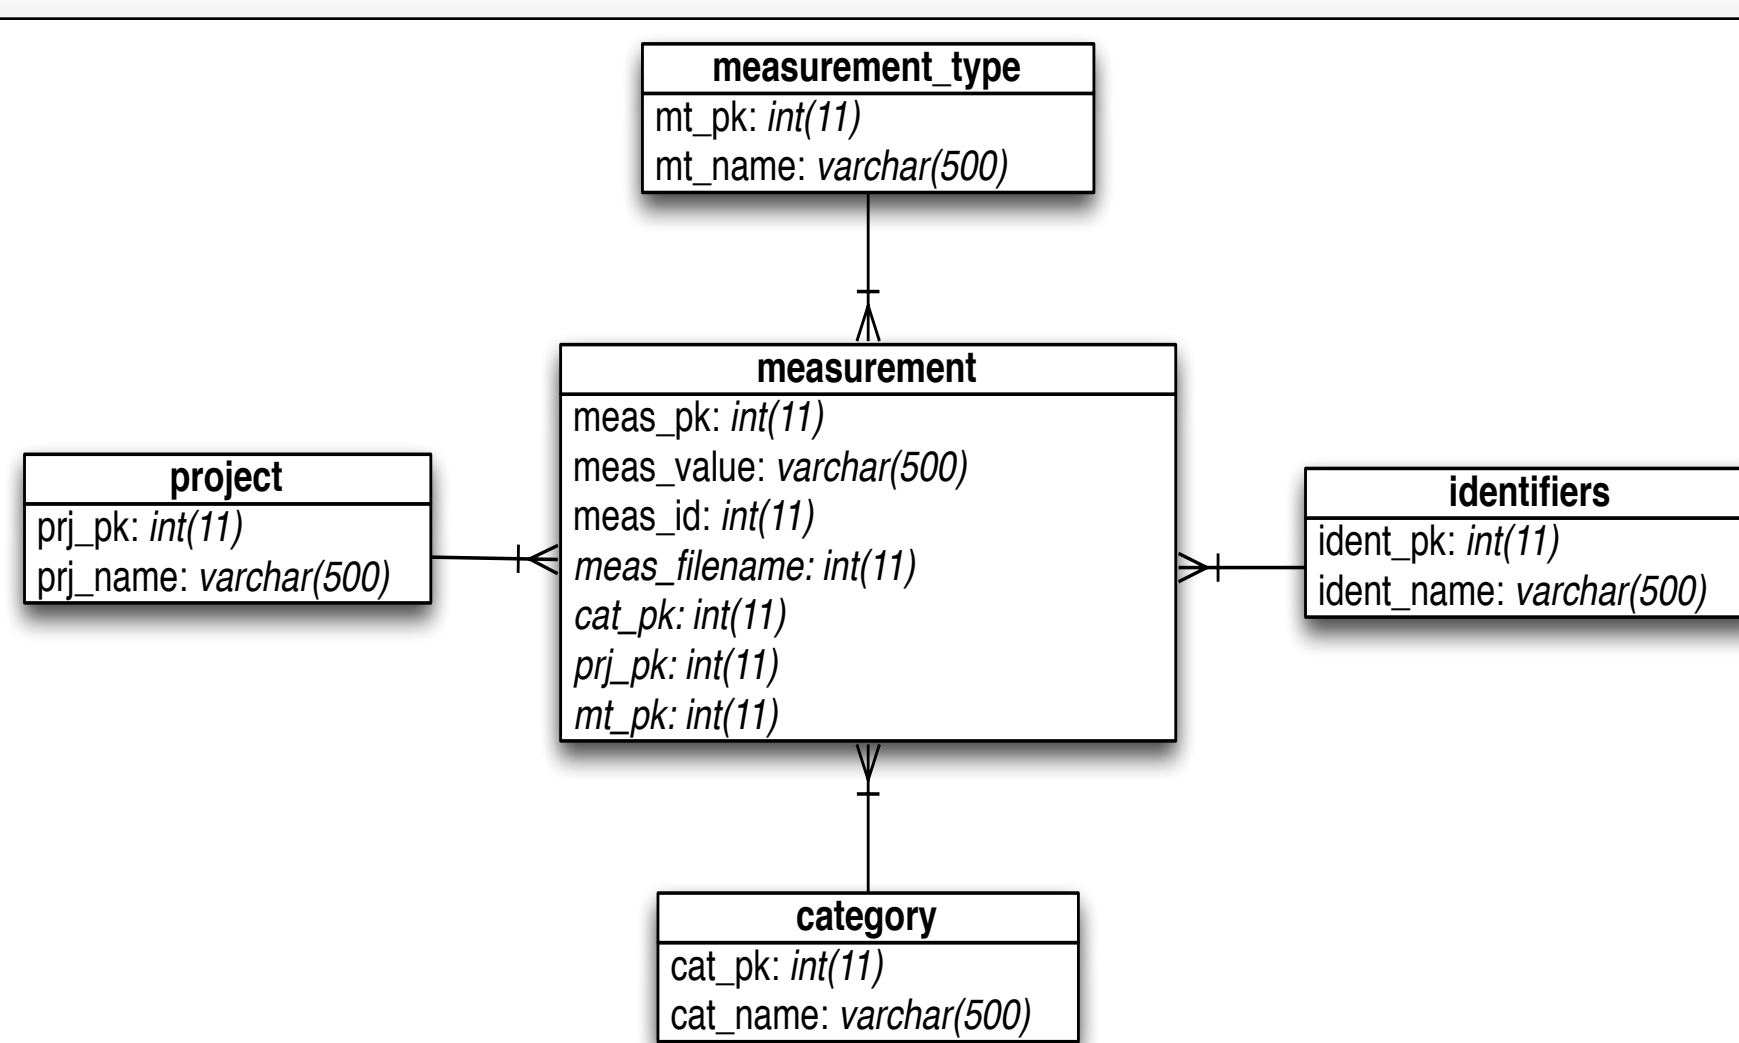 measurement_type
mt_pk: int(11)
mt_name: varchar(500)
measurement
meas_pk: int(11)
meas_value: varchar(500)
meas_id: int(11)
meas_filename: int(11)
cat_pk: int(11)
prj_pk: int(11)
mt_pk: int(11)
project
prj_pk: int(11)
prj_name: varchar(500)
identifiers
ident_pk: int(11)
ident_name: varchar(500)
category
cat_pk: int(11)
cat_name: varchar(500)